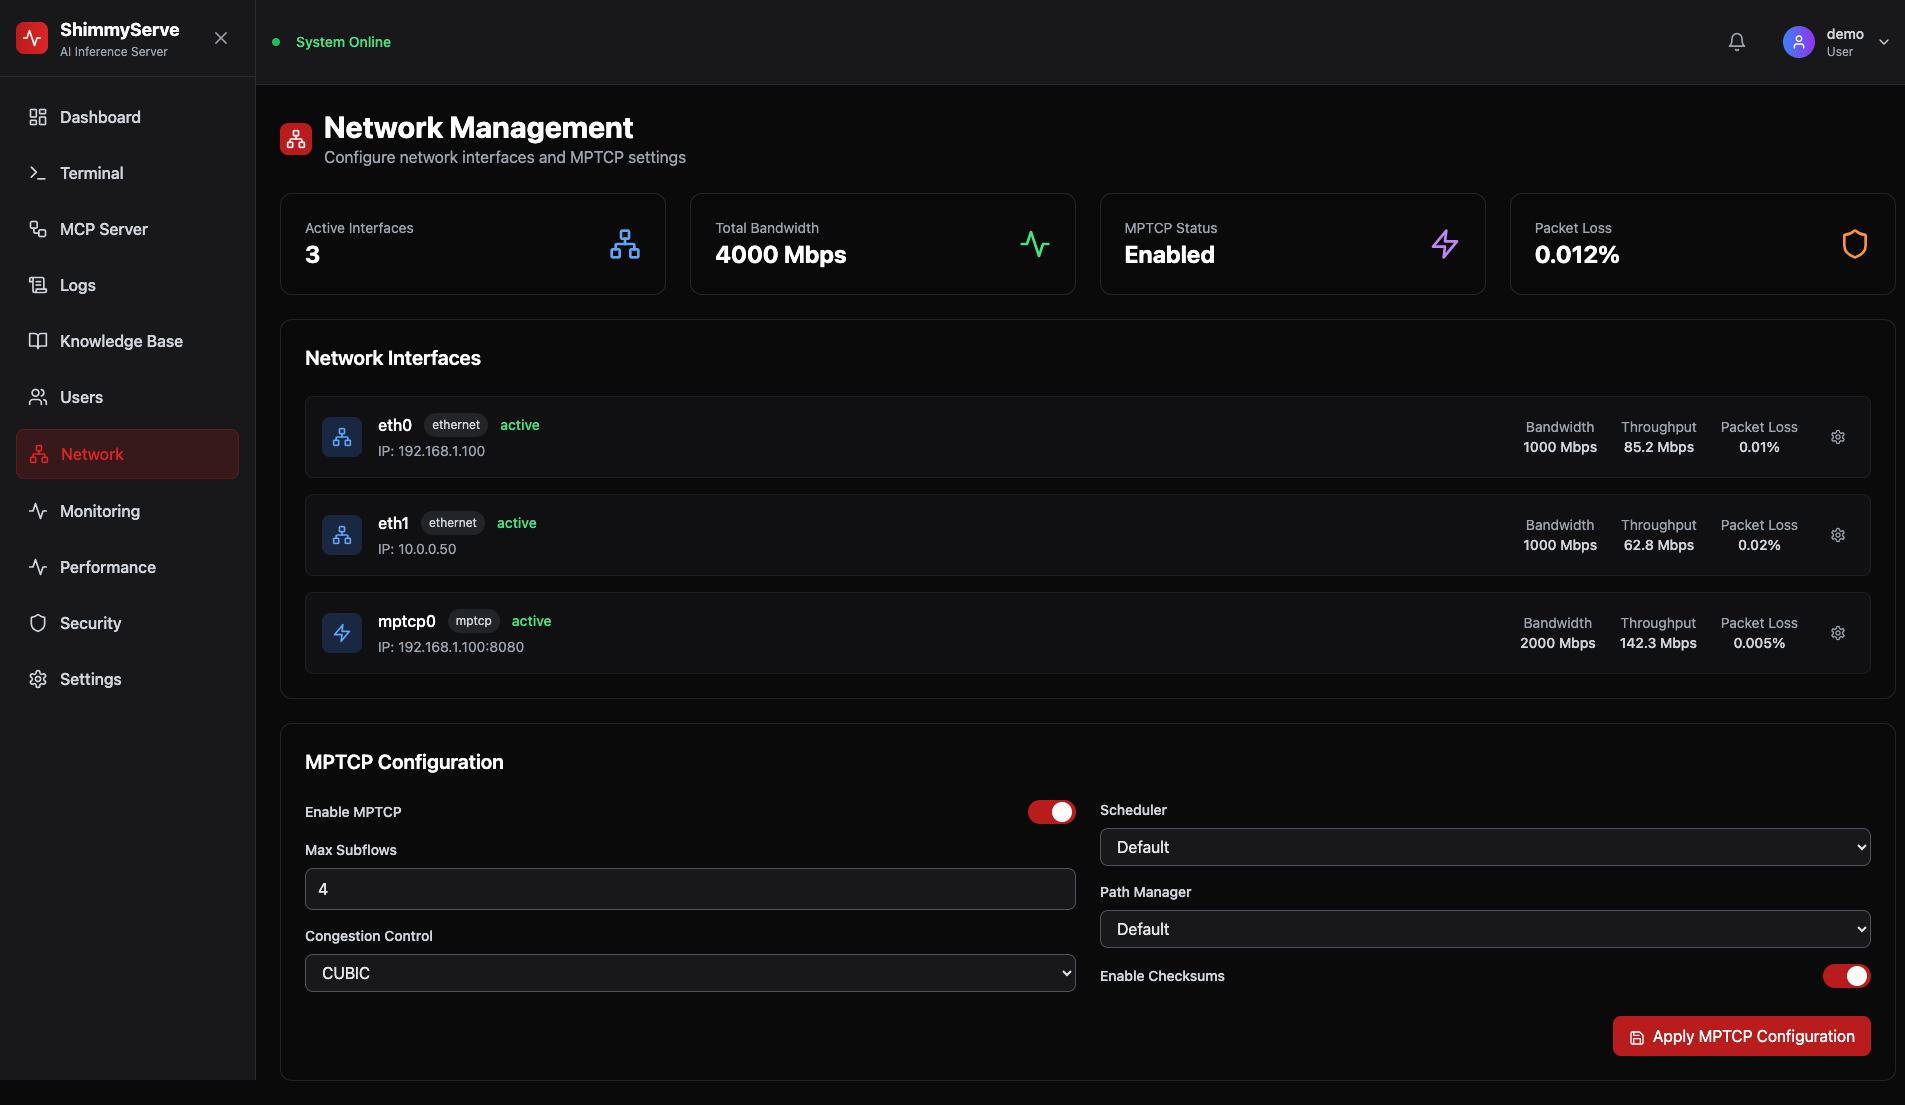 ShimmyServe
AI Inference Server
System Online
demo
User
Dashboard
Terminal
MCP Server
Logs
Knowledge Base
Users
Network
Monitoring
Performance
Security
Settings
Network Management
Configure network interfaces and MPTCP settings
Active Interfaces
3
Total Bandwidth
4000 Mbps
MPTCP Status
Enabled
Packet Loss
0.012%
Network Interfaces
eth0 ethernet active
IP: 192.168.1.100
Bandwidth Throughput Packet Loss
1000 Mbps 85.2 Mbps 0.01%
eth1 ethernet active
IP: 10.0.0.50
Bandwidth Throughput Packet Loss
1000 Mbps 62.8 Mbps 0.02%
mptcp0 mptcp active
IP: 192.168.1.100:8080
Bandwidth Throughput Packet Loss
2000 Mbps 142.3 Mbps 0.005%
MPTCP Configuration
Enable MPTCP
Max Subflows
4
Congestion Control
CUBIC
Scheduler
Default
Path Manager
Default
Enable Checksums
Apply MPTCP Configuration